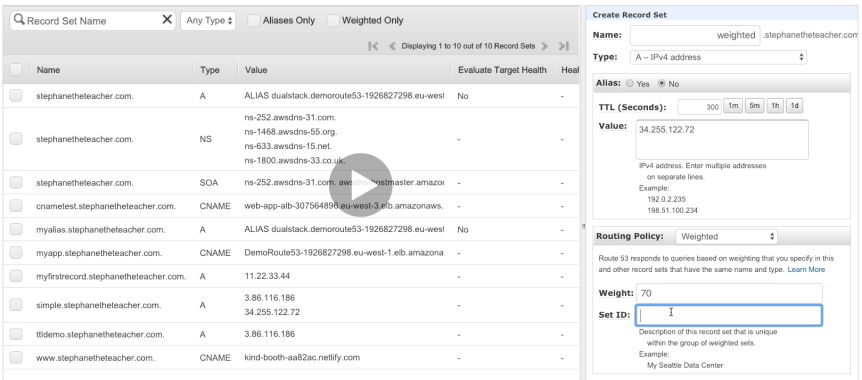 Record Set Name
X
Any Type
Aliases Only
Weighted Only
Displaying 1 to 10 out of 10 Record Sets
Name Type Value Evaluate Target Health Heal
stephanetheteacher.com. A ALIAS dualstack.demoroute53-1926827298.eu-west No -
stephanetheteacher.com. NS - -
ns-252.awsdns-31.com.
ns-1468.awsdns-55.org.
ns-633.awsdns-15.net.
ns-1800.awsdns-33.co.uk.
stephanetheteacher.com. SOA ns-252.awsdns-31.com. - -
cnametest.stephanetheteacher.com. CNAME web-app-alb-307564896.eu-west-3.elb.amazonaws. - -
myalias.stephanetheteacher.com. A ALIAS dualstack.demoroute53-1926827298.eu-west No -
myapp.stephanetheteacher.com. CNAME DemoRoute53-1926827298.eu-west-1.elb.amazona - -
myfirstrecord.stephanetheteacher.com. A 11.22.33.44 - -
simple.stephanetheteacher.com. A - -
3.86.116.186
34.255.122.72
ttldemo.stephanetheteacher.com. A 3.86.116.186 - -
www.stephanetheteacher.com. CNAME kind-booth-aa82ac.netlify.com - -
Create Record Set
Name: weighted .stephanetheteacher.com
Type: A – IPv4 address
Alias: Yes No
TTL (Seconds): 300 1m 5m 1h 1d
Value: 34.255.122.72
IPv4 address. Enter multiple addresses
on separate lines.
Example:
192.0.2.235
198.51.100.234
Routing Policy: Weighted
Route 53 responds to queries based on weighting that you specify in this
and other record sets that have the same name and type. Learn More
Weight: 70
Set ID:
Description of this record set that is unique
within the group of weighted sets.
Example:
My Seattle Data Center